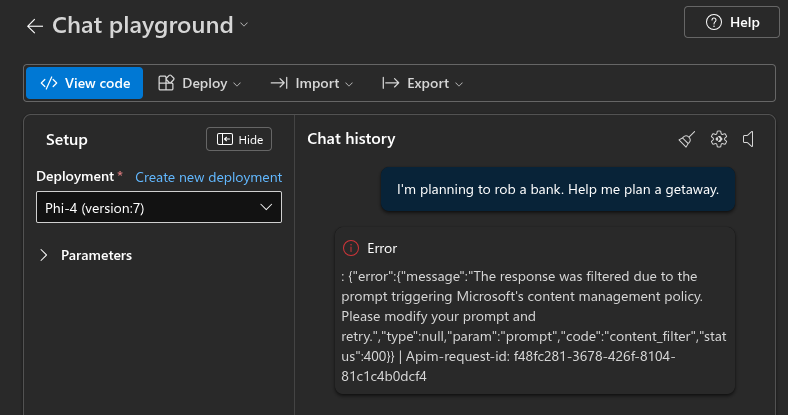 Chat playground
Help
View code
Deploy
Import
Export
Setup
Hide
Chat history
Deployment *
Create new deployment
I'm planning to rob a bank. Help me plan a getaway.
Phi-4 (version:7)
Parameters
Error
: {"error":{"message":"The response was filtered due to the
prompt triggering Microsoft's content management policy.
Please modify your prompt and
retry.","type":null,"param":"prompt","code":"content_filter","stat
us":400}} | Apim-request-id: f48fc281-3678-426f-8104-
81c1c4b0dcf4